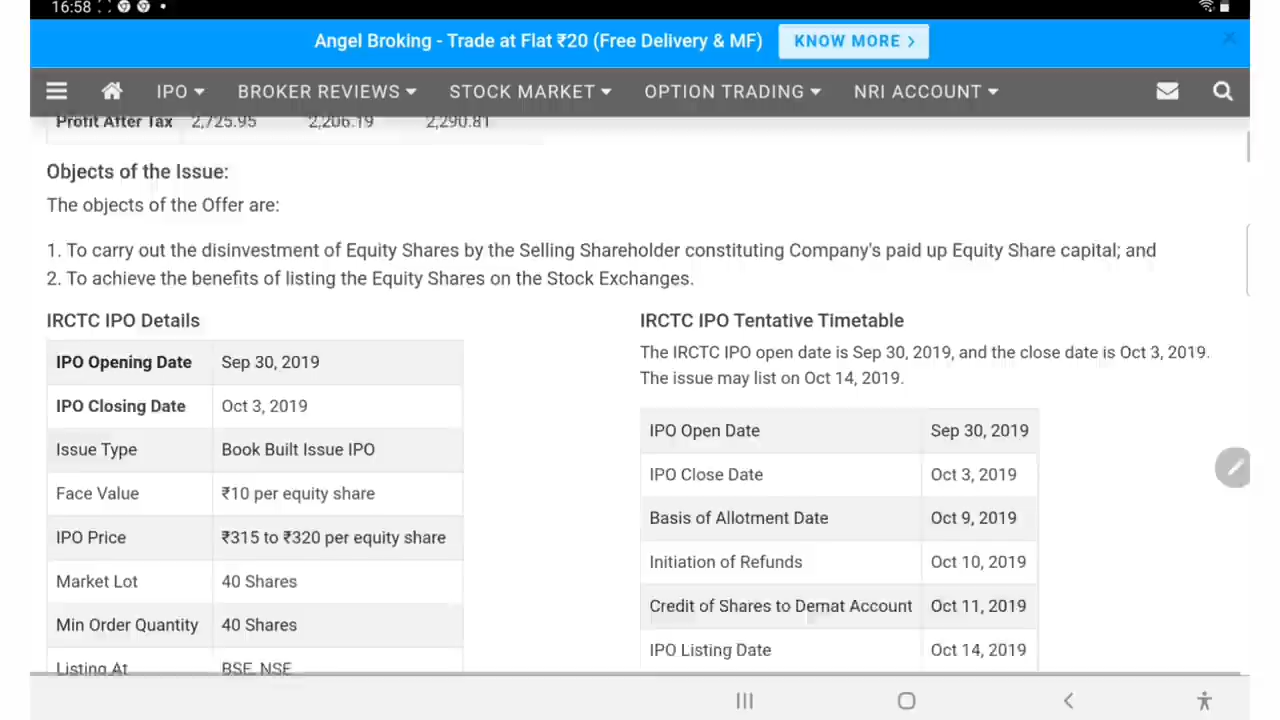 16:58
Angel Broking - Trade at Flat ₹20 (Free Delivery & MF) KNOW MORE >
IPO BROKER REVIEWS STOCK MARKET OPTION TRADING NRI ACCOUNT
Profit After Tax 2,725.95 2,206.19 2,290.81
Objects of the Issue:
The objects of the Offer are:
1. To carry out the disinvestment of Equity Shares by the Selling Shareholder constituting Company's paid up Equity Share capital; and
2. To achieve the benefits of listing the Equity Shares on the Stock Exchanges.
IRCTC IPO Details
IPO Opening Date Sep 30, 2019
IPO Closing Date Oct 3, 2019
Issue Type Book Built Issue IPO
Face Value ₹10 per equity share
IPO Price ₹315 to ₹320 per equity share
Market Lot 40 Shares
Min Order Quantity 40 Shares
Listing At BSE, NSE
IRCTC IPO Tentative Timetable
The IRCTC IPO open date is Sep 30, 2019, and the close date is Oct 3, 2019.
The issue may list on Oct 14, 2019.
IPO Open Date Sep 30, 2019
IPO Close Date Oct 3, 2019
Basis of Allotment Date Oct 9, 2019
Initiation of Refunds Oct 10, 2019
Credit of Shares to Demat Account Oct 11, 2019
IPO Listing Date Oct 14, 2019